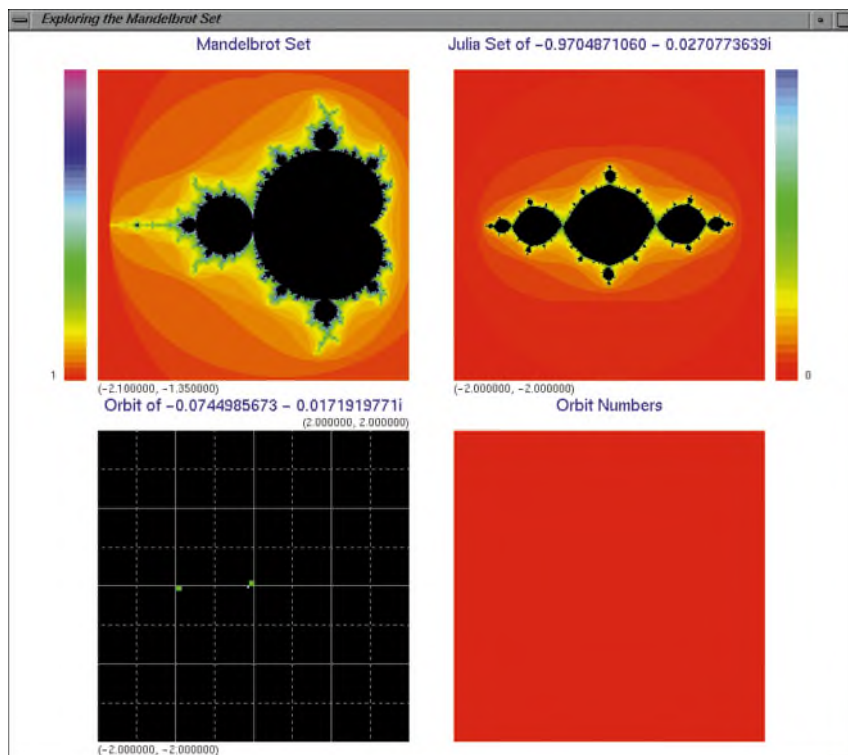 Exploring the Mandelbrot Set
Mandelbrot Set
Julia Set of -0.9704871060 - 0.0270773639i
1
0
(-2.100000, -1.350000)
(-2.000000, -2.000000)
Orbit of -0.0744985673 - 0.0171919771i
Orbit Numbers
(2.000000, 2.000000)
(-2.000000, -2.000000)